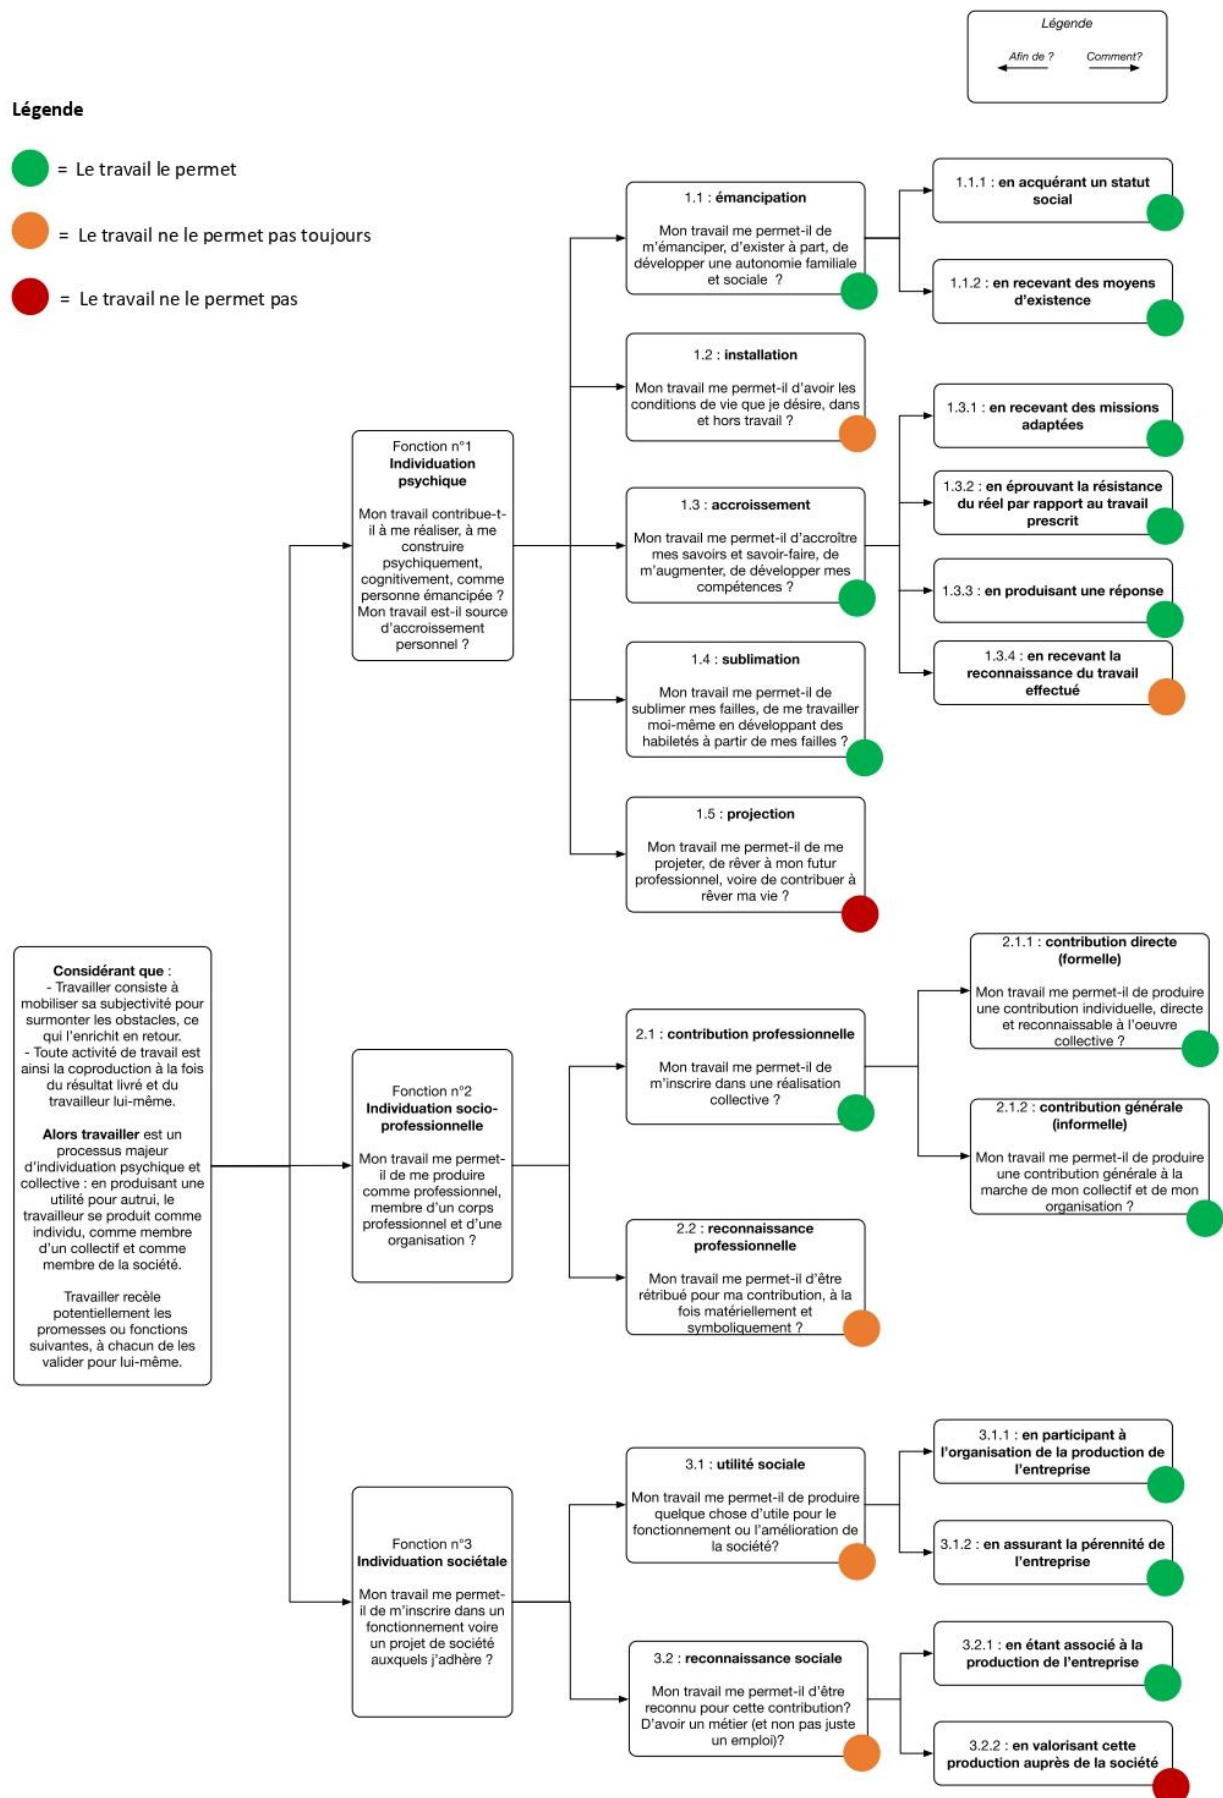 Légende
Afin de ?
Comment?
Légende
= Le travail le permet
= Le travail ne le permet pas toujours
= Le travail ne le permet pas
Considérant que :
- Travailler consiste à
mobiliser sa subjectivité pour
surmonter les obstacles, ce
qui l'enrichit en retour.
- Toute activité de travail est
ainsi la coproduction à la fois
du résultat livré et du
travailleur lui-même.
Alors travailler est un
processus majeur
d'individuation psychique et
collective : en produisant une
utilité pour autrui, le
travailleur se produit comme
individu, comme membre
d'un collectif et comme
membre de la société.
Travailler recèle
potentiellement les
promesses ou fonctions
suivantes, à chacun de les
valider pour lui-même.
Fonction n°1
Individuation
psychique
Mon travail contribue-t-
il à me réaliser, à me
construire
psychiquement,
cognitivement, comme
personne émancipée ?
Mon travail est-il source
d'accroissement
personnel ?
1.1 : émancipation
Mon travail me permet-il de
m'émanciper, d'exister à part, de
développer une autonomie familiale
et sociale ?
1.1.1 : en acquérant un statut
social
1.1.2 : en recevant des moyens
d'existence
1.2 : installation
Mon travail me permet-il d'avoir les
conditions de vie que je désire, dans
et hors travail ?
1.3 : accroissement
Mon travail me permet-il d'accroître
mes savoirs et savoir-faire, de
m'augmenter, de développer mes
compétences ?
1.3.1 : en recevant des missions
adaptées
1.3.2 : en éprouvant la résistance
du réel par rapport au travail
prescrit
1.3.3 : en produisant une réponse
1.3.4 : en recevant la
reconnaissance du travail
effectué
1.4 : sublimation
Mon travail me permet-il de
sublimer mes failles, de me travailler
moi-même en développant des
habiletés à partir de mes failles ?
1.5 : projection
Mon travail me permet-il de me
projeter, de rêver à mon futur
professionnel, voire de contribuer à
rêver ma vie ?
Fonction n°2
Individuation socio-
professionnelle
Mon travail me permet-
il de me produire
comme professionnel,
membre d'un corps
professionnel et d'une
organisation ?
2.1 : contribution professionnelle
Mon travail me permet-il de
m'inscrire dans une réalisation
collective ?
2.1.1 : contribution directe
(formelle)
Mon travail me permet-il de produire
une contribution individuelle, directe
et reconnaissable à l'oeuvre
collective ?
2.1.2 : contribution générale
(informelle)
Mon travail me permet-il de produire
une contribution générale à la
marche de mon collectif et de mon
organisation ?
2.2 : reconnaissance
professionnelle
Mon travail me permet-il d'être
rétribué pour ma contribution, à la
fois matériellement et
symboliquement ?
Fonction n°3
Individuation sociétale
Mon travail me permet-
il de m'inscrire dans un
fonctionnement voire
un projet de société
auxquels j'adhère ?
3.1 : utilité sociale
Mon travail me permet-il de produire
quelque chose d'utile pour le
fonctionnement ou l'amélioration de
la société?
3.1.1 : en participant à
l'organisation de la production de
l'entreprise
3.1.2 : en assurant la pérennité de
l'entreprise
3.2 : reconnaissance sociale
Mon travail me permet-il d'être
reconnu pour cette contribution?
D'avoir un métier (et non pas juste
un emploi)?
3.2.1 : en étant associé à la
production de l'entreprise
3.2.2 : en valorisant cette
production auprès de la société